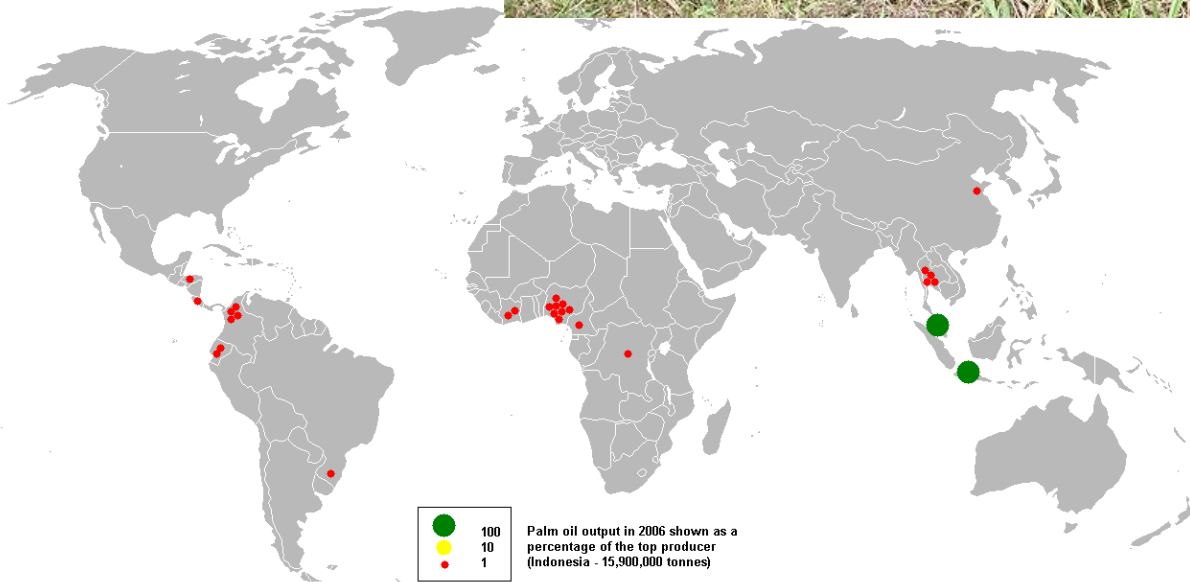 100
10
1
Palm oil output in 2006 shown as a
percentage of the top producer
(Indonesia - 15,900,000 tonnes)